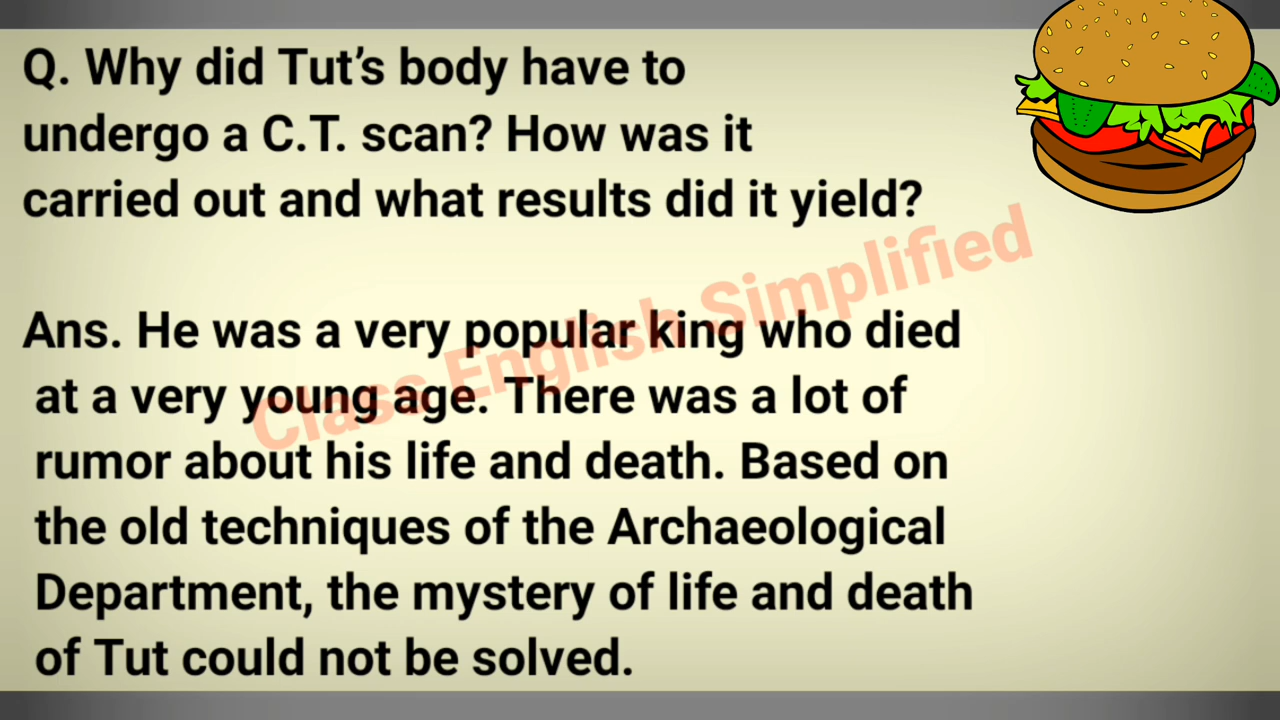 Q. Why did Tut’s body have to
undergo a C.T. scan? How was it
carried out and what results did it yield?
Ans. He was a very popular king who died
at a very young age. There was a lot of
rumor about his life and death. Based on
the old techniques of the Archaeological
Department, the mystery of life and death
of Tut could not be solved.
Class English Simplified